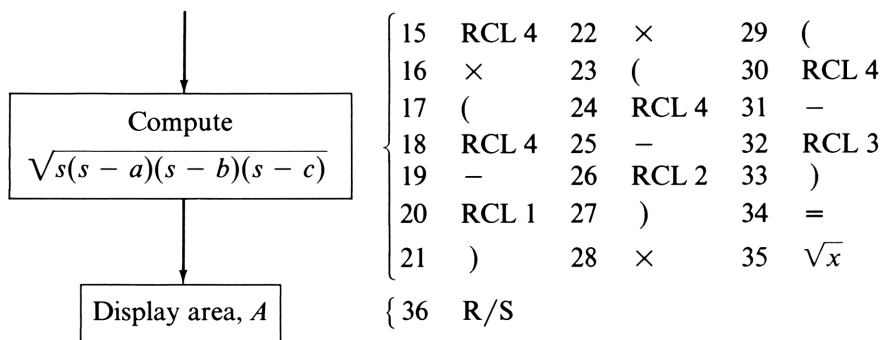 Compute
√s(s − a)(s − b)(s − c)
Display area, A
15 RCL 4 22 × 29 (
16 × 23 ( 30 RCL 4
17 ( 24 RCL 4 31 −
18 RCL 4 25 − 32 RCL 3
19 − 26 RCL 2 33 )
20 RCL 1 27 ) 34 =
21 ) 28 × 35 √x
{ 36 R/S